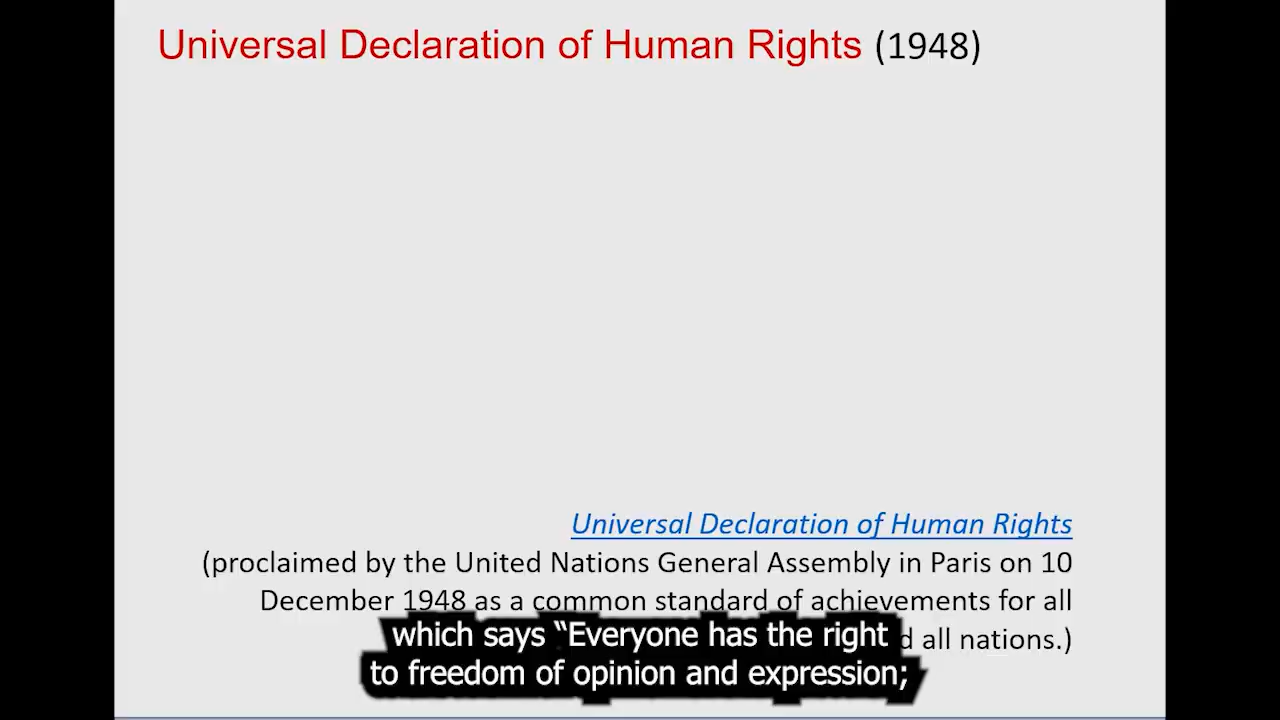 Universal Declaration of Human Rights (1948)
Universal Declaration of Human Rights
(proclaimed by the United Nations General Assembly in Paris on 10
December 1948 as a common standard of achievements for all
all nations.)
which says “Everyone has the right
to freedom of opinion and expression;